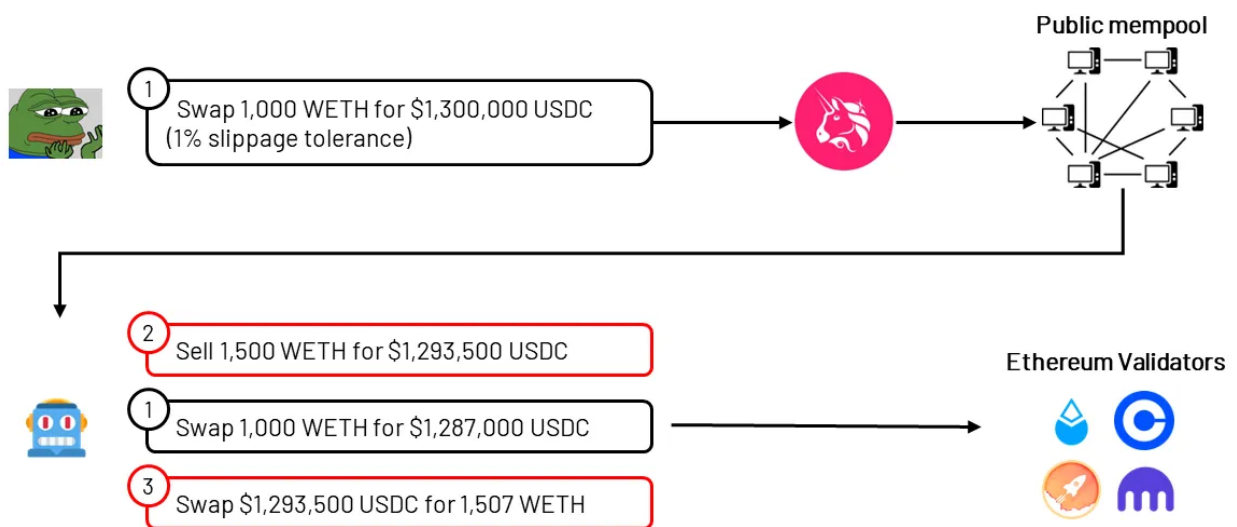 Public mempool
1
Swap 1,000 WETH for $1,300,000 USDC
(1% slippage tolerance)
2
Sell 1,500 WETH for $1,293,500 USDC
Ethereum Validators
1
Swap 1,000 WETH for $1,287,000 USDC
3
Swap $1,293,500 USDC for 1,507 WETH